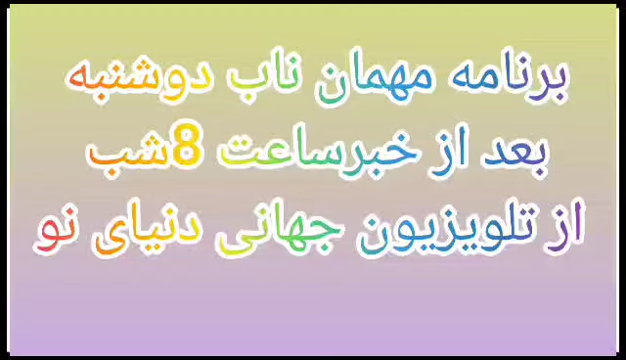 برنامه مهمان ناب دوشنبه
بعد از خبرساعت 8شب
از تلویزیون جهانی دنیای نو